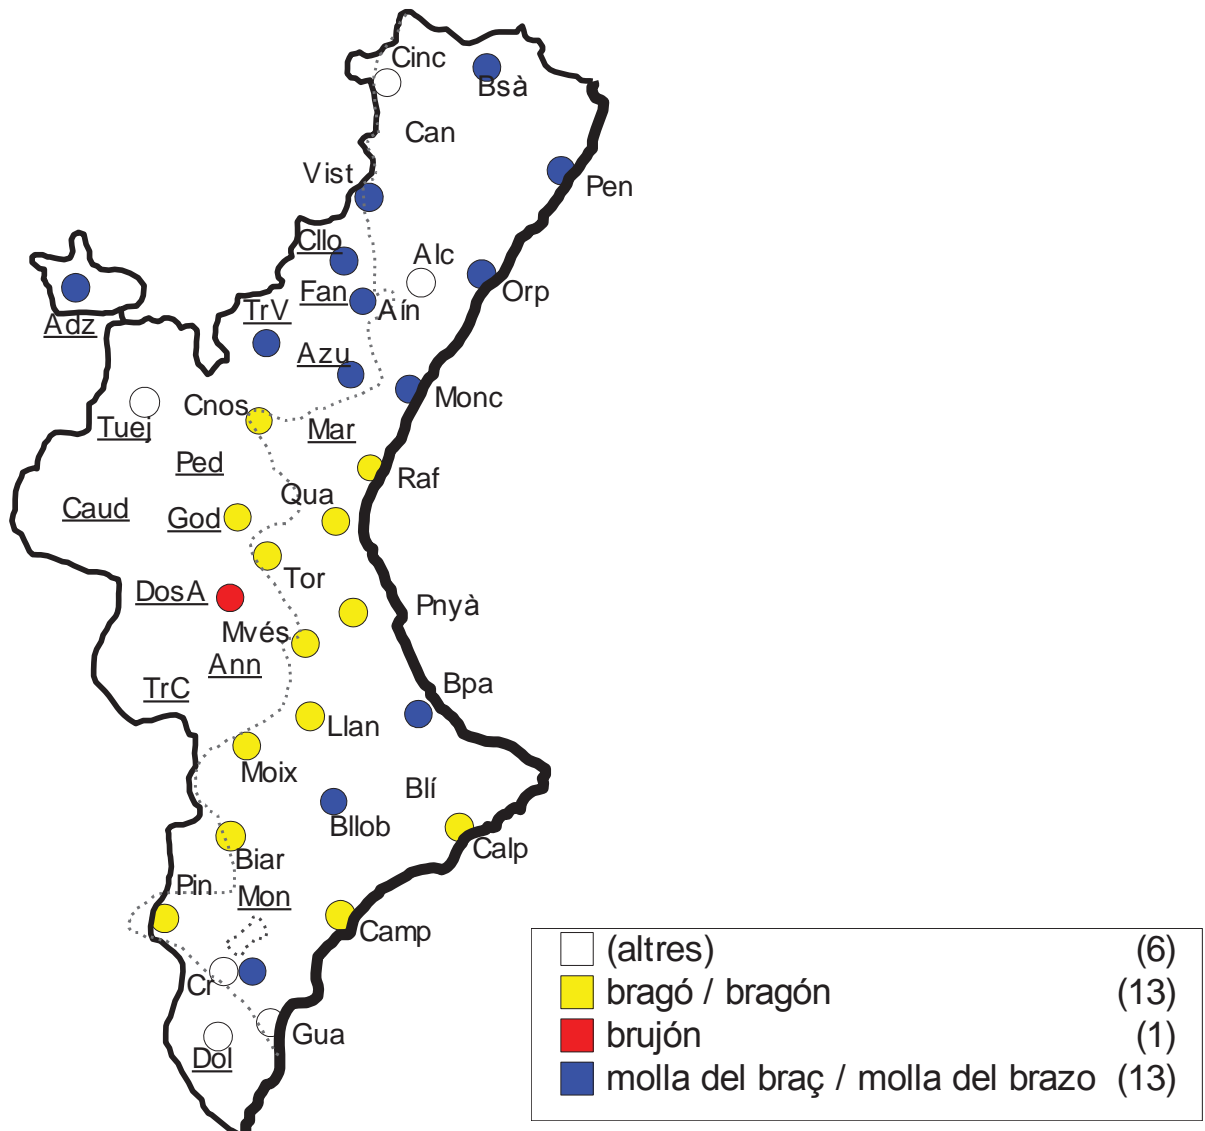 Cinc
Bsà
Can
Vist
Pen
Cllo
Alc
Fan
Aín
Orp
TrV
Adz
Azu
Monc
Cnos
Mar
Tuej
Ped
Raf
Qua
Caud
God
Tor
DosA
Pnyà
Mvés
Ann
TrC
Bpa
Llan
Moix
Blí
Bllob
Calp
Biar
Pin
Mon
Camp
Cr
Gua
Dol
(altres) (6)
bragó / bragón (13)
brujón (1)
molla del braç / molla del brazo (13)